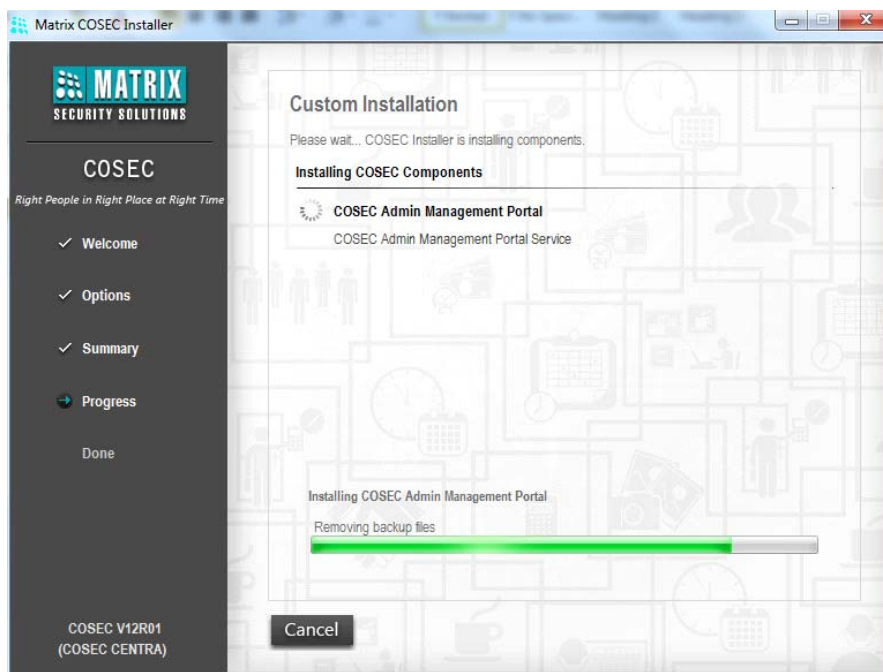 Matrix COSEC Installer
MATRIX
SECURITY SOLUTIONS
COSEC
Right People in Right Place at Right Time
Welcome
Options
Summary
Progress
Done
COSEC V12R01
(COSEC CENTRA)
Custom Installation
Please wait... COSEC Installer is installing components.
Installing COSEC Components
COSEC Admin Management Portal
COSEC Admin Management Portal Service
Installing COSEC Admin Management Portal
Removing backup files
Cancel